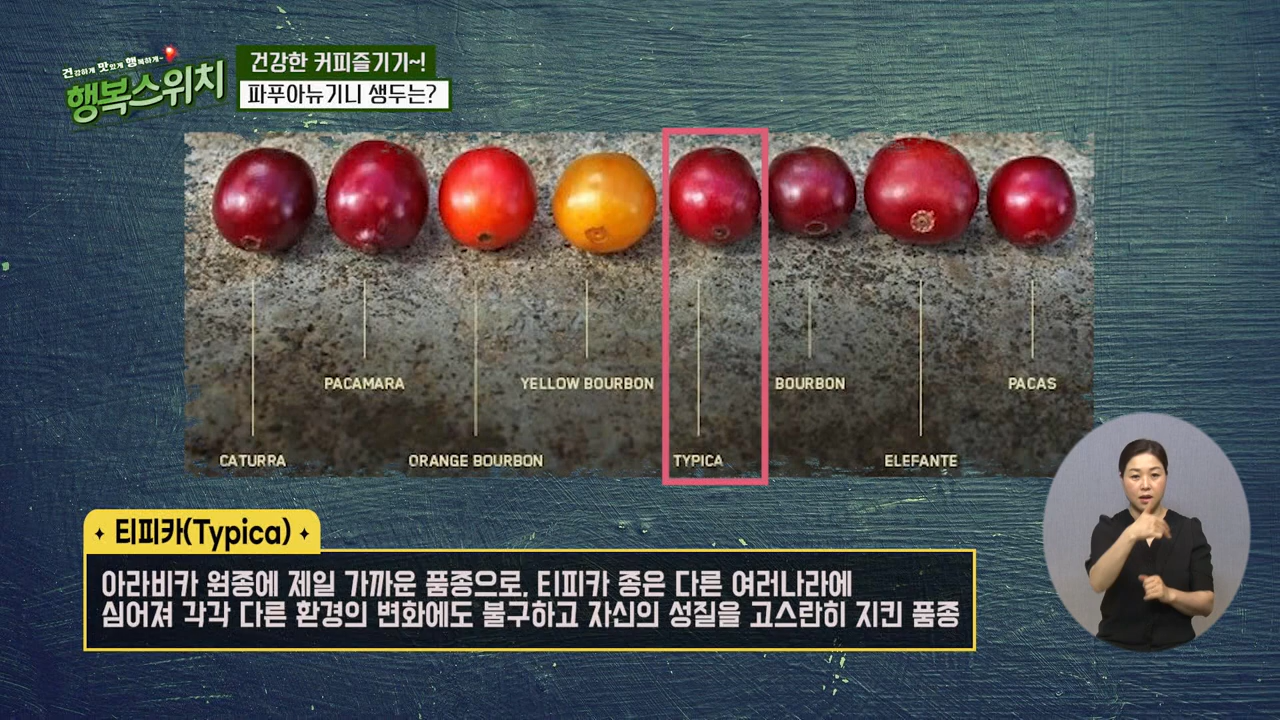 건강하게 맛있게 행복하게~
행복스위치
건강한 커피즐기기~!
파푸아뉴기니 생두는?
PACAMARA
YELLOW BOURBON
BOURBON
PACAS
CATURRA
ORANGE BOURBON
TYPICA
ELEFANTE
티피카(Typica)
아라비카 원종에 제일 가까운 품종으로, 티피카 종은 다른 여러나라에
심어져 각각 다른 환경의 변화에도 불구하고 자신의 성질을 고스란히 지킨 품종